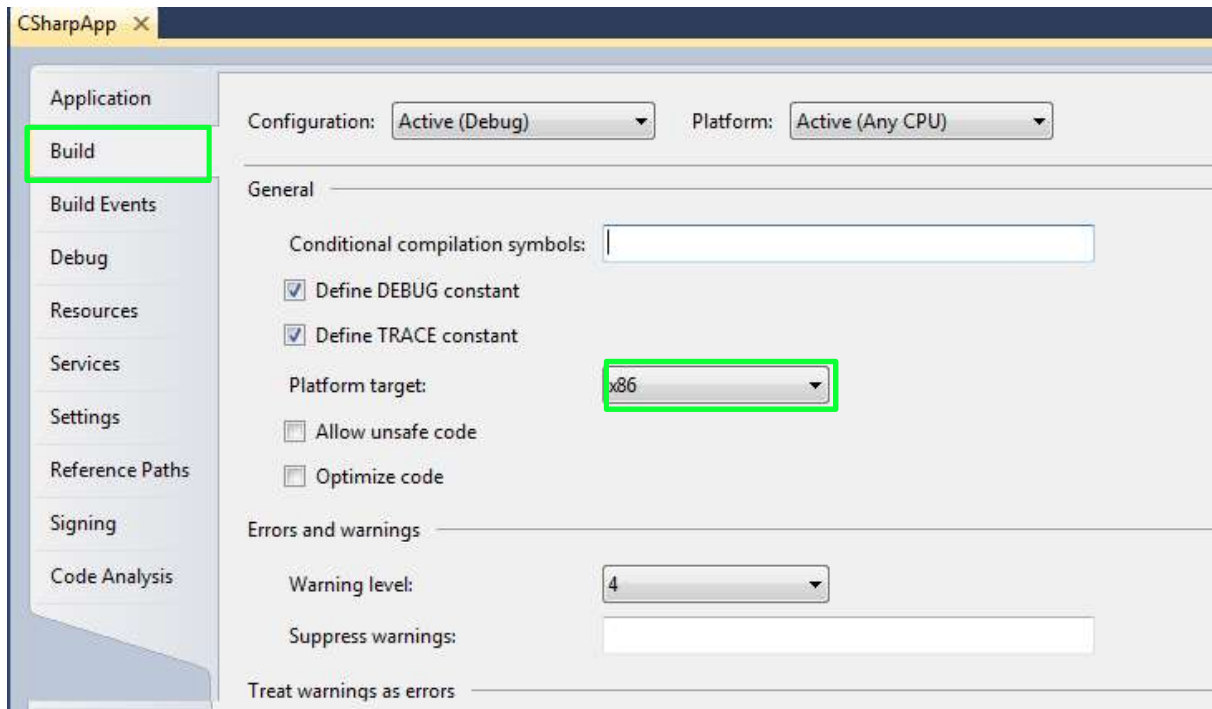 CSharpApp
Application
Build
Build Events
Debug
Resources
Services
Settings
Reference Paths
Signing
Code Analysis
Configuration: Active (Debug) Platform: Active (Any CPU)
General
Conditional compilation symbols:
Define DEBUG constant
Define TRACE constant
Platform target: x86
Allow unsafe code
Optimize code
Errors and warnings
Warning level: 4
Suppress warnings:
Treat warnings as errors